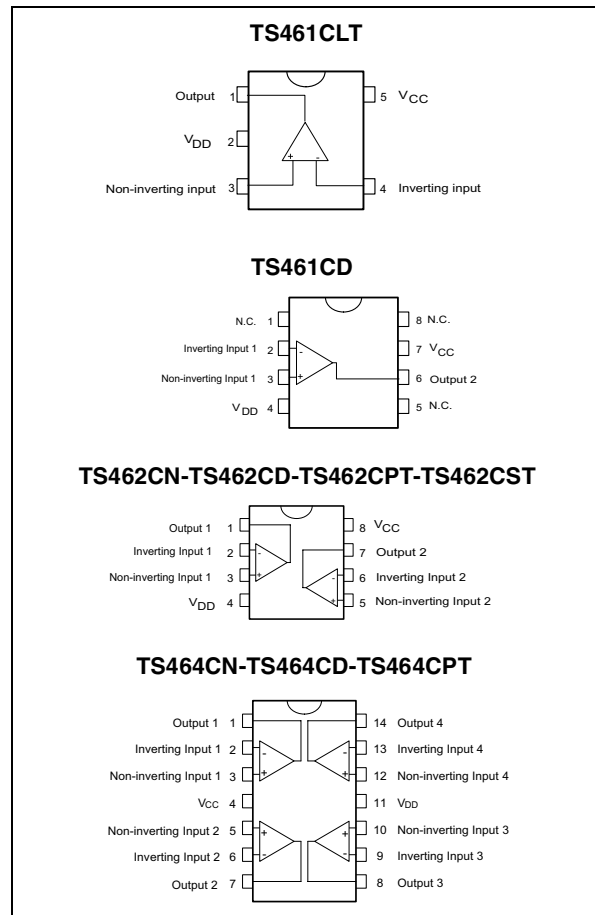 TS461CLT
Output 1 5 VCC
VDD 2
Non-inverting input 3 4 Inverting input
+ -
TS461CD
N.C. 1 8 N.C.
Inverting Input 1 2 - 7 VCC
Non-inverting Input 1 3 + 6 Output 2
VDD 4 5 N.C.
TS462CN-TS462CD-TS462CPT-TS462CST
Output 1 1 8 VCC
Inverting Input 1 2 - 7 Output 2
Non-inverting Input 1 3 + - 6 Inverting Input 2
VDD 4 + 5 Non-inverting Input 2
TS464CN-TS464CD-TS464CPT
Output 1 1 14 Output 4
Inverting Input 1 2 - - 13 Inverting Input 4
Non-inverting Input 1 3 + + 12 Non-inverting Input 4
VCC 4 11 VDD
Non-inverting Input 2 5 + + 10 Non-inverting Input 3
Inverting Input 2 6 - - 9 Inverting Input 3
Output 2 7 8 Output 3